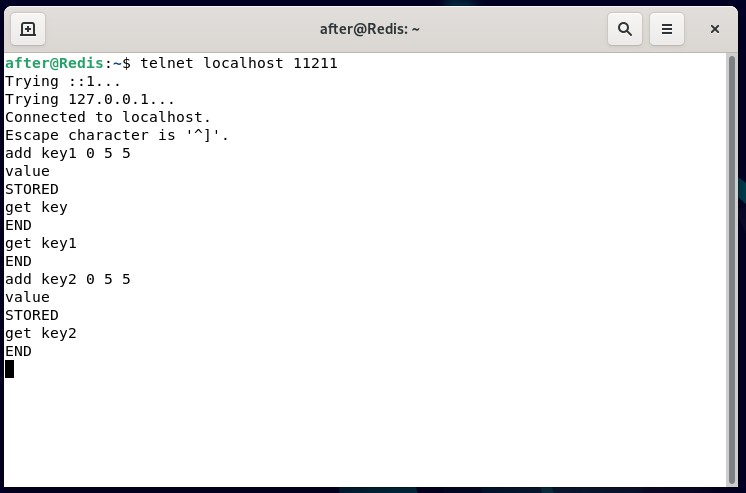 after@Redis: ~
after@Redis:~$ telnet localhost 11211
Trying ::1...
Trying 127.0.0.1...
Connected to localhost.
Escape character is '^]'.
add key1 0 5 5
value
STORED
get key
END
get key1
END
add key2 0 5 5
value
STORED
get key2
END